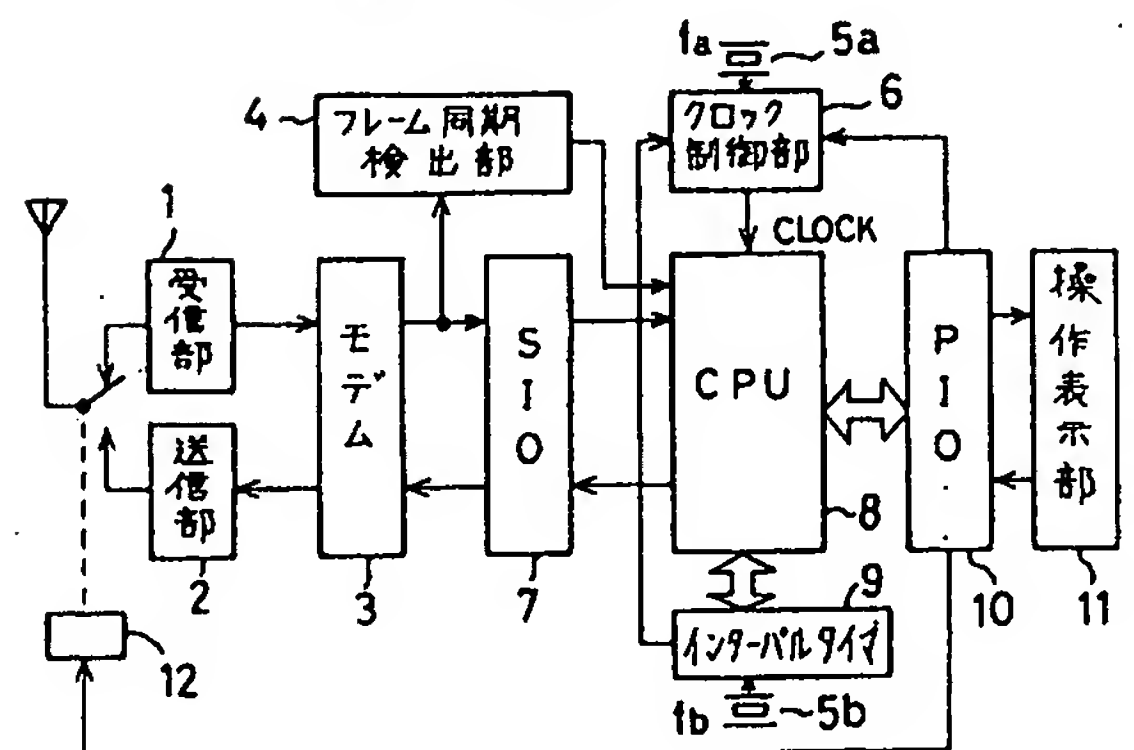 fa
5a
4
フレーム同期
検出部
クロック
制御部
6
CLOCK
1
受信部
モデム
SIO
CPU
PIO
操作表示部
送信部
2
3
7
8
9
10
11
12
インターバルタイマ
fb
5b